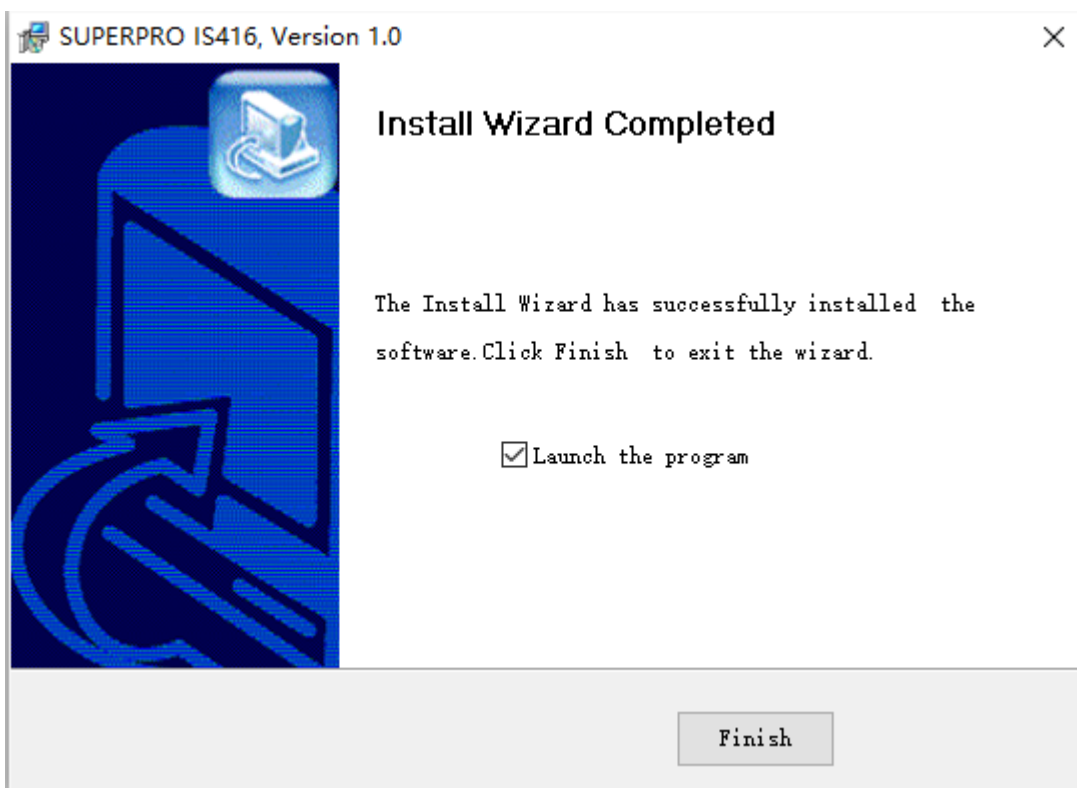 SUPERPRO IS416, Version 1.0
Install Wizard Completed
The Install Wizard has successfully installed  the
software.Click Finish  to exit the wizard.
Launch the program
Finish